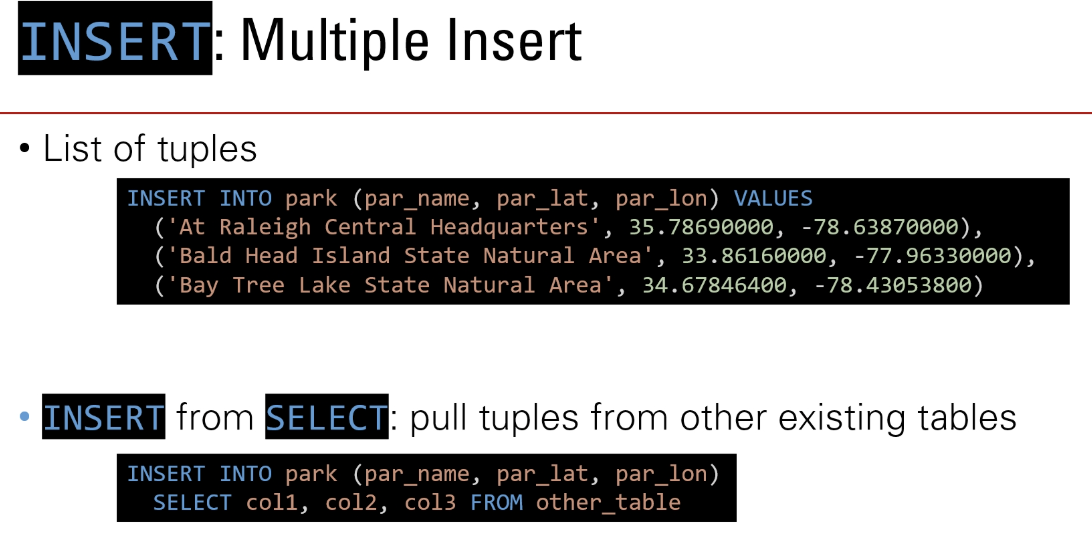 INSERT: Multiple Insert
• List of tuples
INSERT INTO park (par_name, par_lat, par_lon) VALUES
('At Raleigh Central Headquarters', 35.78690000, -78.63870000),
('Bald Head Island State Natural Area', 33.86160000, -77.96330000),
('Bay Tree Lake State Natural Area', 34.67846400, -78.43053800)
• INSERT from SELECT: pull tuples from other existing tables
INSERT INTO park (par_name, par_lat, par_lon)
SELECT col1, col2, col3 FROM other_table